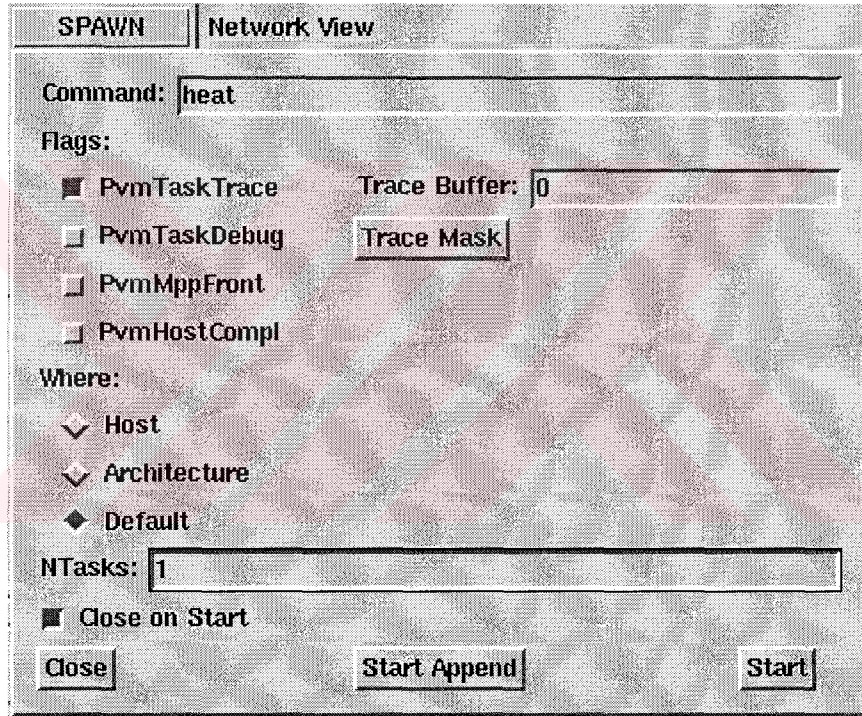 SPAWN Network View
Command: heat
Flags:
PvmTaskTrace Trace Buffer: 0
PvmTaskDebug Trace Mask
PvmMppFront
PvmHostCompl
Where:
Host
Architecture
Default
NTasks: 1
Close on Start
Close Start Append Start